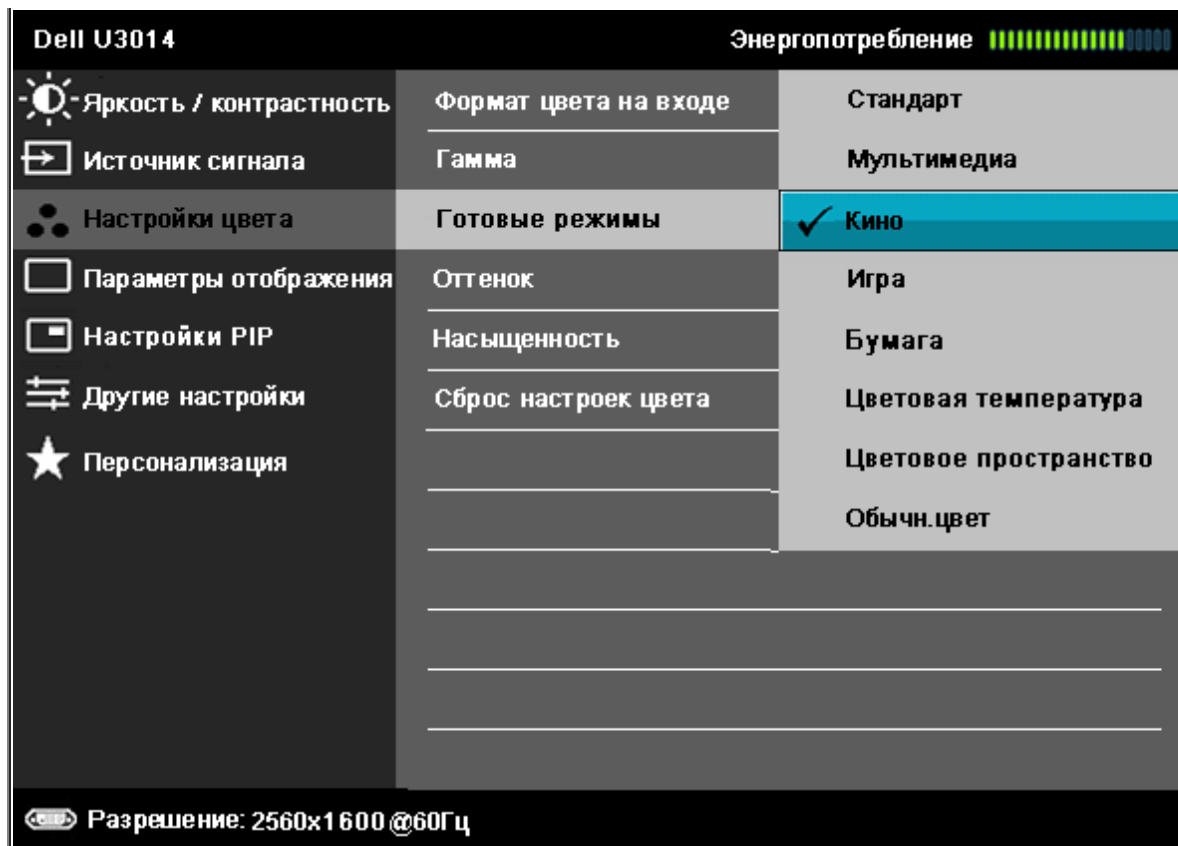 Dell U3014
Энергопотребление
Яркость / контрастность
Формат цвета на входе
Стандарт
Источник сигнала
Гамма
Мультимедиа
Настройки цвета
Готовые режимы
Кино
Параметры отображения
Оттенок
Игра
Настройки PIP
Насыщенность
Бумага
Другие настройки
Сброс настроек цвета
Цветовая температура
Персонализация
Цветовое пространство
Обычн.цвет
Разрешение: 2560x1600@60Гц